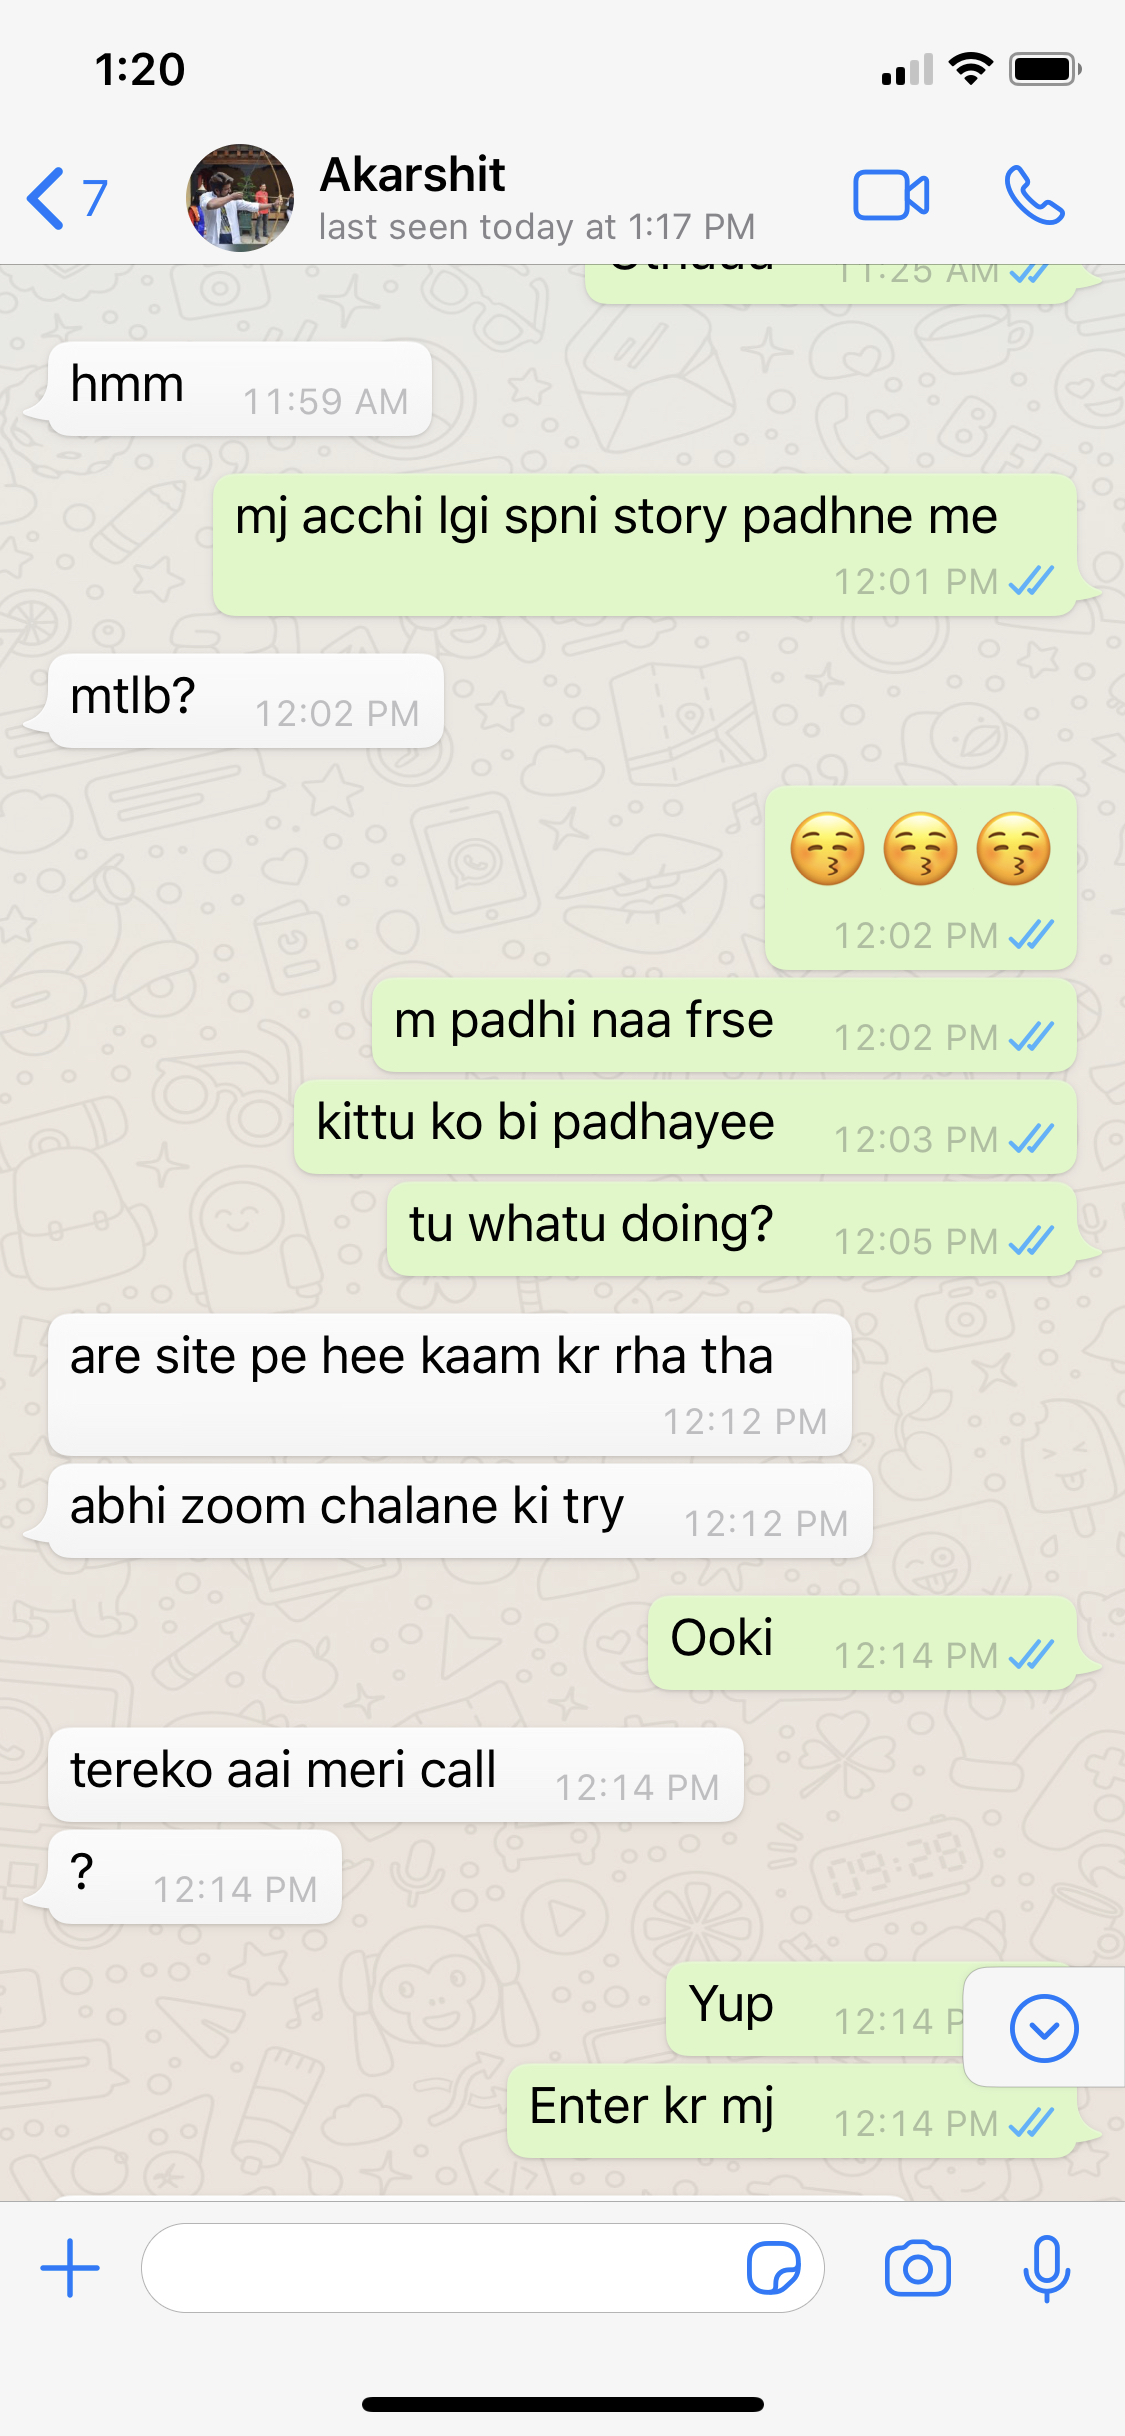 1:20
7
Akarshit
last seen today at 1:17 PM
11:25 AM
hmm 11:59 AM
mj acchi lgi spni story padhne me
12:01 PM
mtlb? 12:02 PM
😚😚😚
12:02 PM
m padhi naa frse 12:02 PM
kittu ko bi padhayee 12:03 PM
tu whatu doing? 12:05 PM
are site pe hee kaam kr rha tha
12:12 PM
abhi zoom chalane ki try 12:12 PM
Ooki 12:14 PM
tereko aai meri call 12:14 PM
? 12:14 PM
Yup 12:14 P
Enter kr mj 12:14 PM